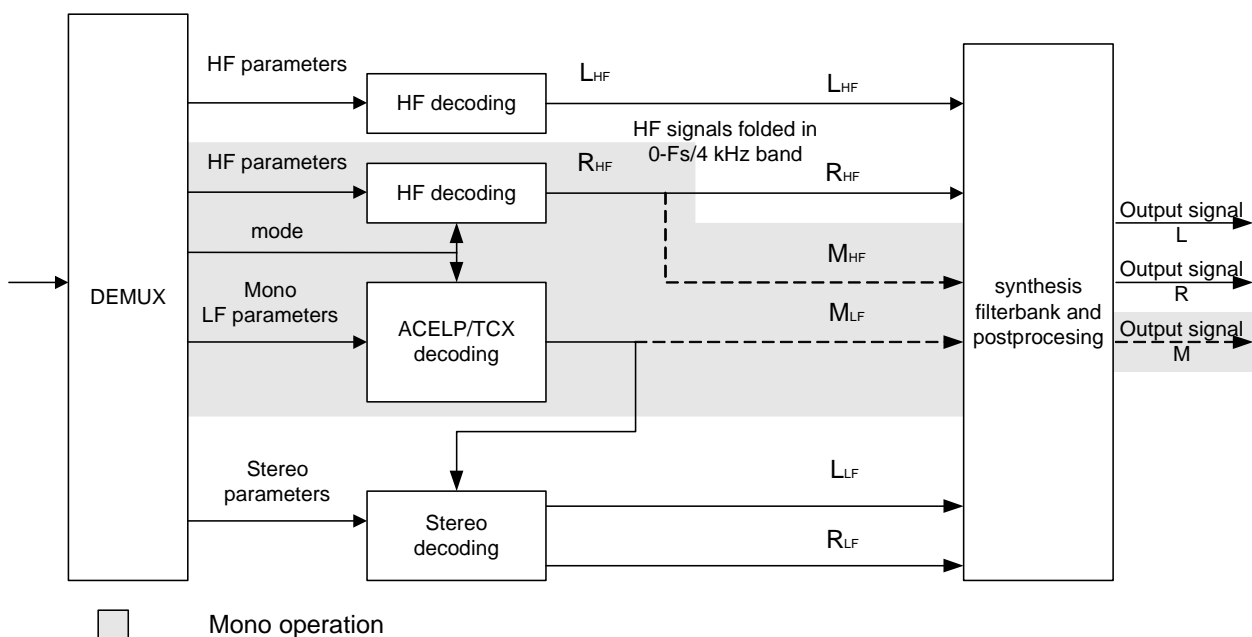 HF parameters
HF decoding
LHF
LHF
HF signals folded in
0-Fs/4 kHz band
HF parameters
HF decoding
RHF
RHF
mode
MHF
DEMUX
Mono
LF parameters
ACELP/TCX
decoding
MLF
synthesis
filterbank and
postprocesing
Output signal
L
Output signal
R
Output signal
M
Stereo
parameters
Stereo
decoding
LLF
RLF
Mono operation